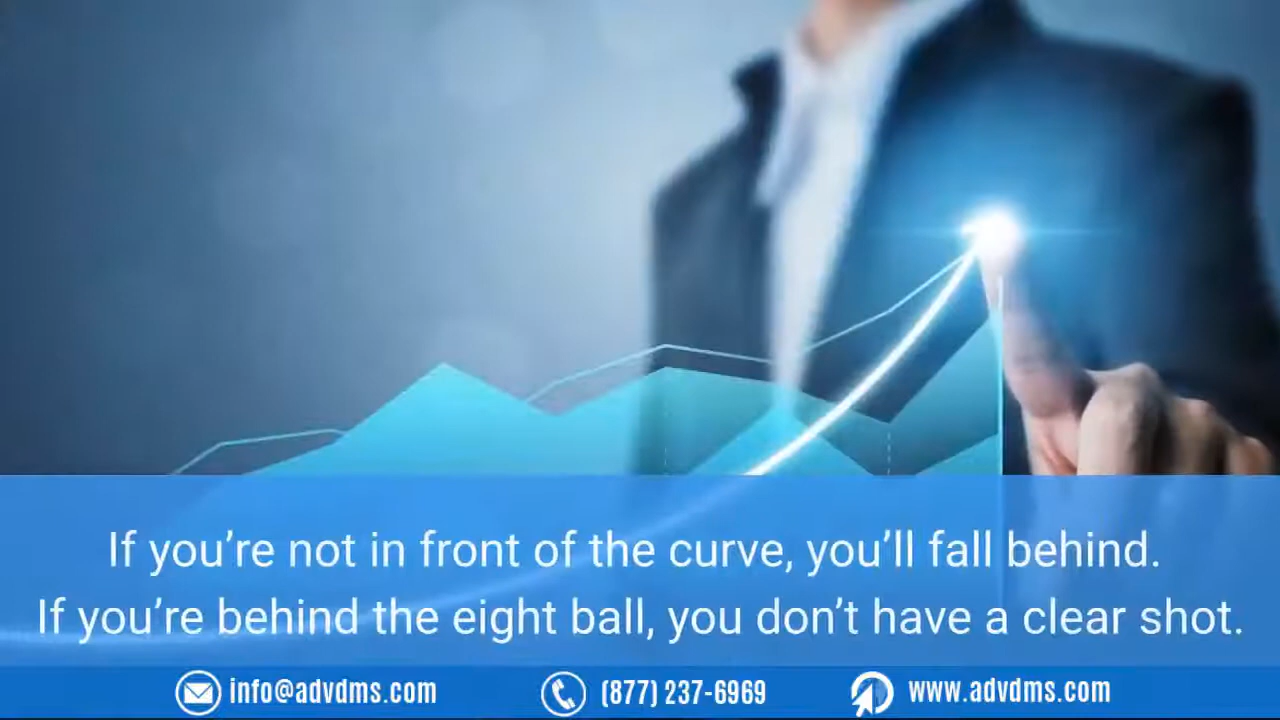 If you’re not in front of the curve, you’ll fall behind.
If you’re behind the eight ball, you don’t have a clear shot.
info@advdms.com (877) 237-6969 www.advdms.com